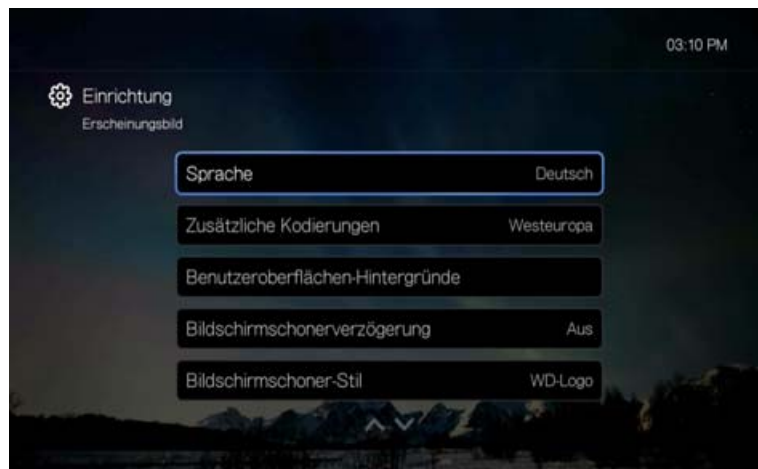 03:10 PM
Einrichtung
Erscheinungsbild
Sprache Deutsch
Zusätzliche Kodierungen Westeuropa
Benutzeroberflächen-Hintergründe
Bildschirmschonerverzögerung Aus
Bildschirmschoner-Stil WD-Logo